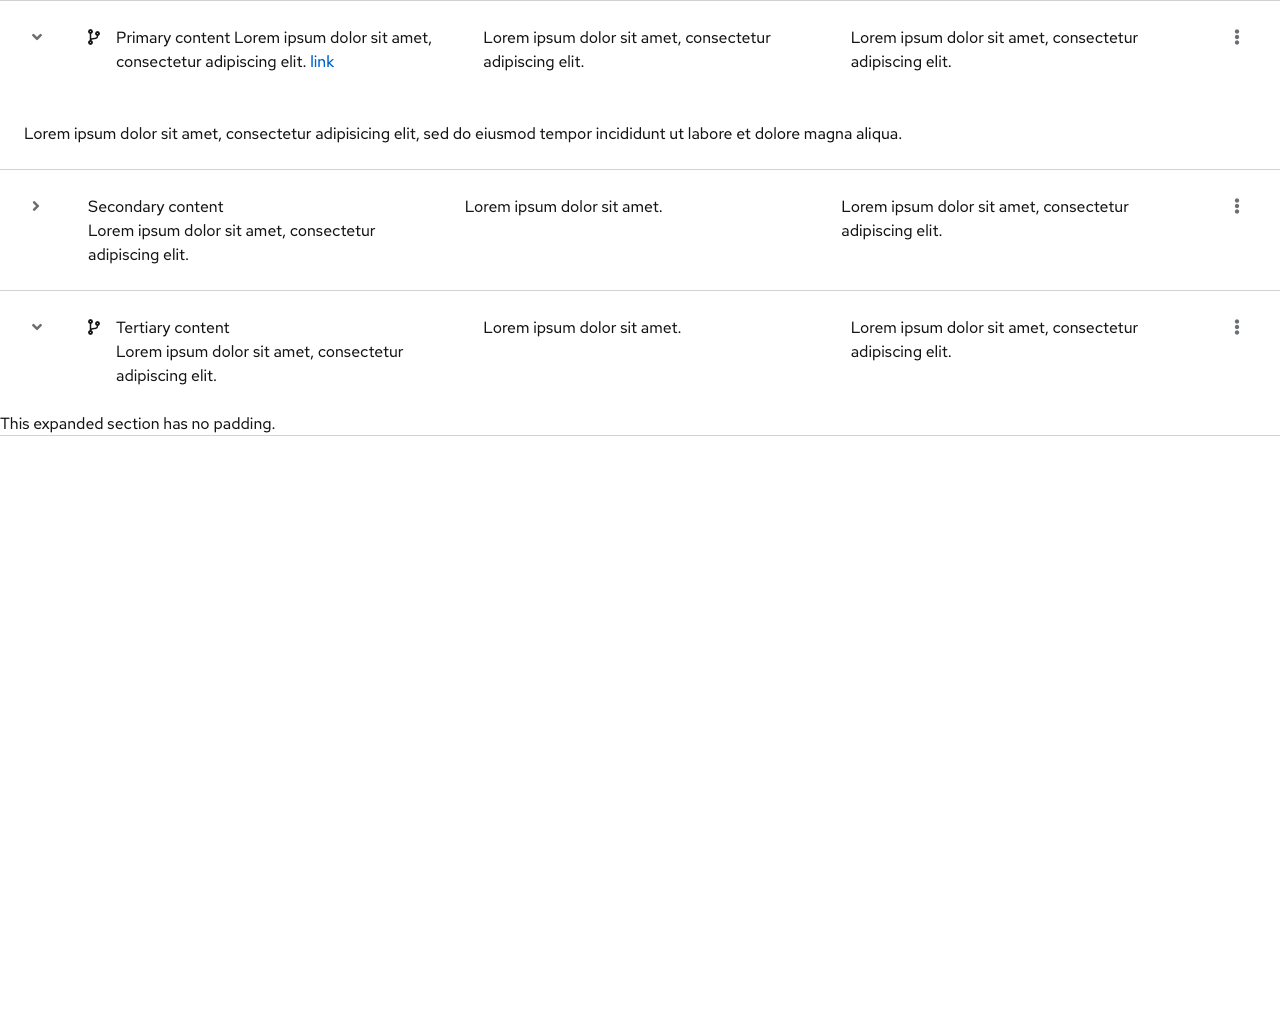 Primary content Lorem ipsum dolor sit amet,
consectetur adipiscing elit. link
Lorem ipsum dolor sit amet, consectetur
adipiscing elit.
Lorem ipsum dolor sit amet, consectetur
adipiscing elit.
Lorem ipsum dolor sit amet, consectetur adipisicing elit, sed do eiusmod tempor incididunt ut labore et dolore magna aliqua.
Secondary content
Lorem ipsum dolor sit amet, consectetur
adipiscing elit.
Lorem ipsum dolor sit amet.
Lorem ipsum dolor sit amet, consectetur
adipiscing elit.
Tertiary content
Lorem ipsum dolor sit amet, consectetur
adipiscing elit.
Lorem ipsum dolor sit amet.
Lorem ipsum dolor sit amet, consectetur
adipiscing elit.
This expanded section has no padding.